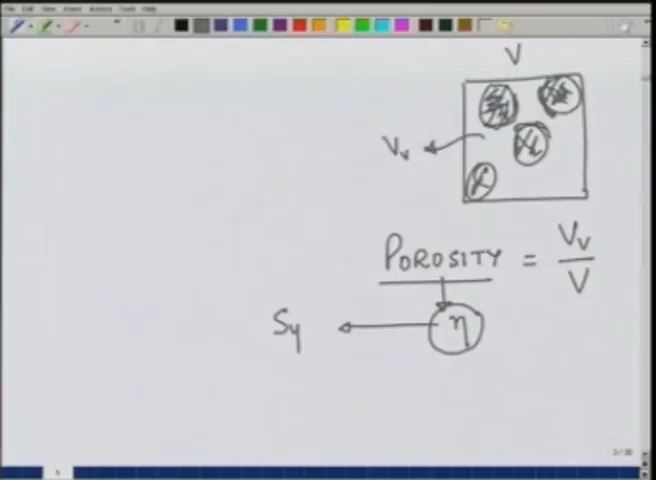 V
Vv
POROSITY = Vv / V
Sy
η